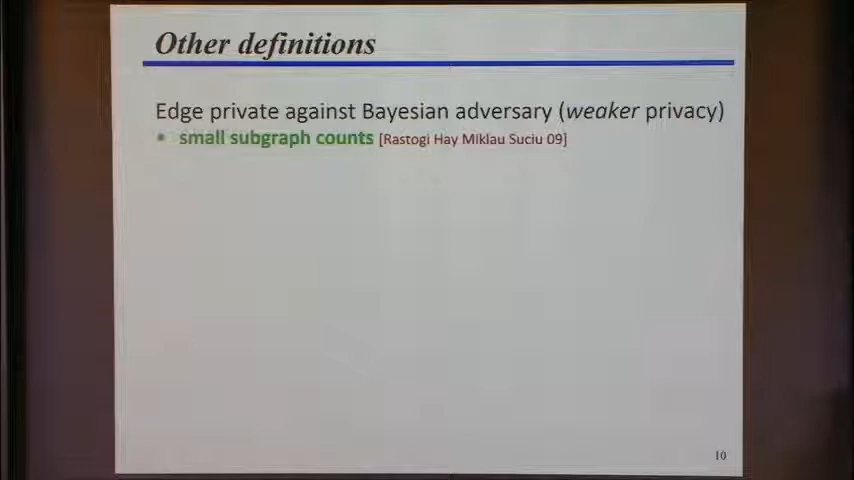 Other definitions
Edge private against Bayesian adversary (weaker privacy)
• small subgraph counts [Rastogi Hay Miklau Suciu 09]
10